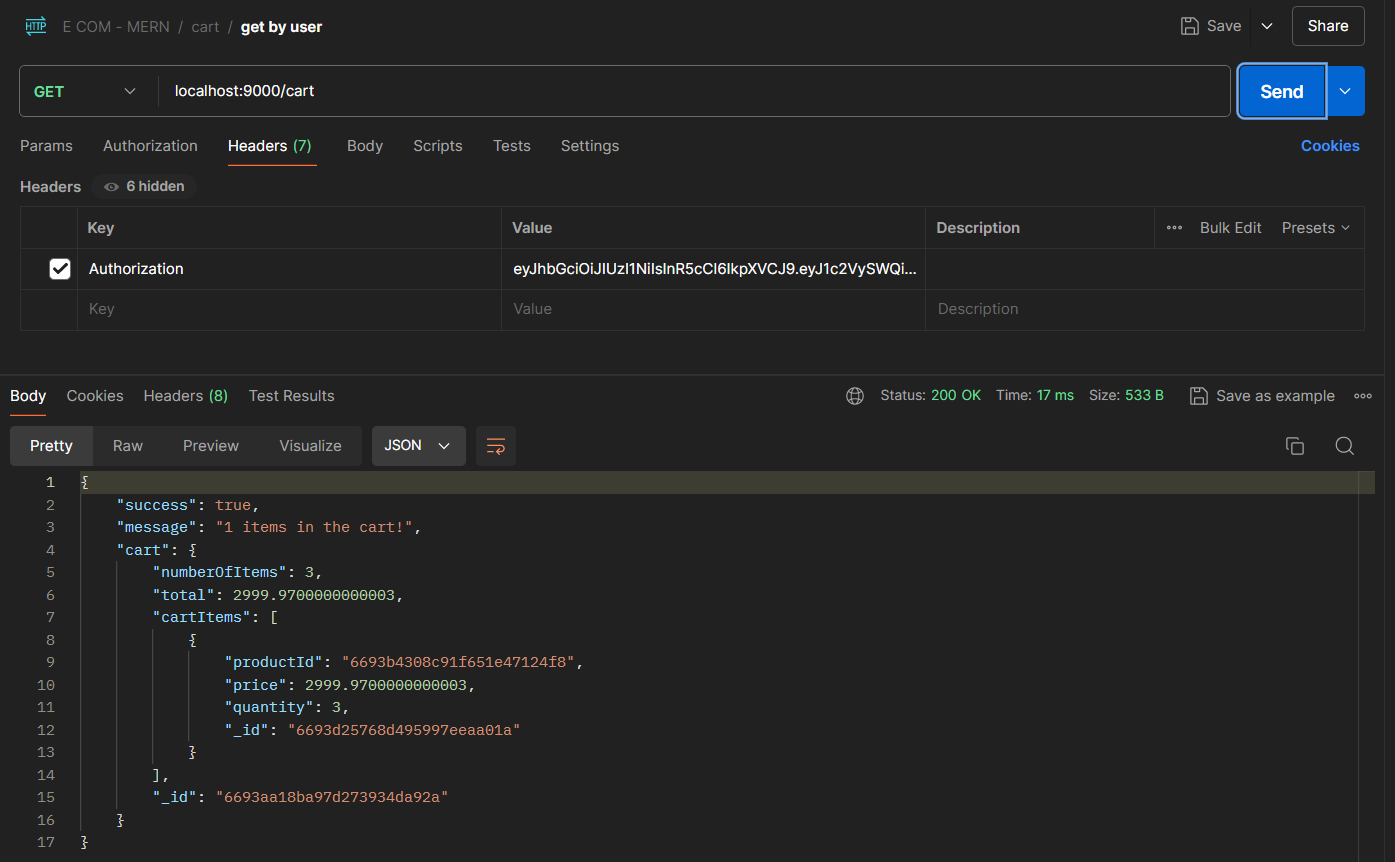 HTTP E COM - MERN / cart / get by user Save Share
GET localhost:9000/cart Send
Params Authorization Headers (7) Body Scripts Tests Settings Cookies
Headers 6 hidden
Key Value Description ••• Bulk Edit Presets
Authorization eyJhbGciOiJIUzI1NiIsInR5cCI6IkpXVCJ9.eyJ1c2VySWQi...
Key Value Description
Body Cookies Headers (8) Test Results Status: 200 OK Time: 17 ms Size: 533 B Save as example
Pretty Raw Preview Visualize JSON
1 {
2 "success": true,
3 "message": "1 items in the cart!",
4 "cart": {
5 "numberOfItems": 3,
6 "total": 2999.9700000000003,
7 "cartItems": [
8 {
9 "productId": "6693b4308c91f651e47124f8",
10 "price": 2999.9700000000003,
11 "quantity": 3,
12 "_id": "6693d25768d495997eeaa01a"
13 }
14 ],
15 "_id": "6693aa18ba97d273934da92a"
16 }
17 }